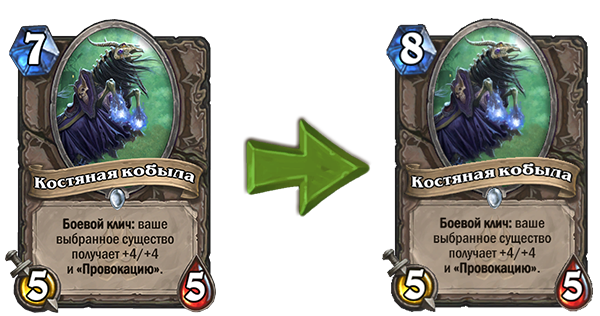 7
Костяная кобыла
Боевой клич: ваше
выбранное существо
получает +4/+4
и «Провокацию».
5
5
8
Костяная кобыла
Боевой клич: ваше
выбранное существо
получает +4/+4
и «Провокацию».
5
5